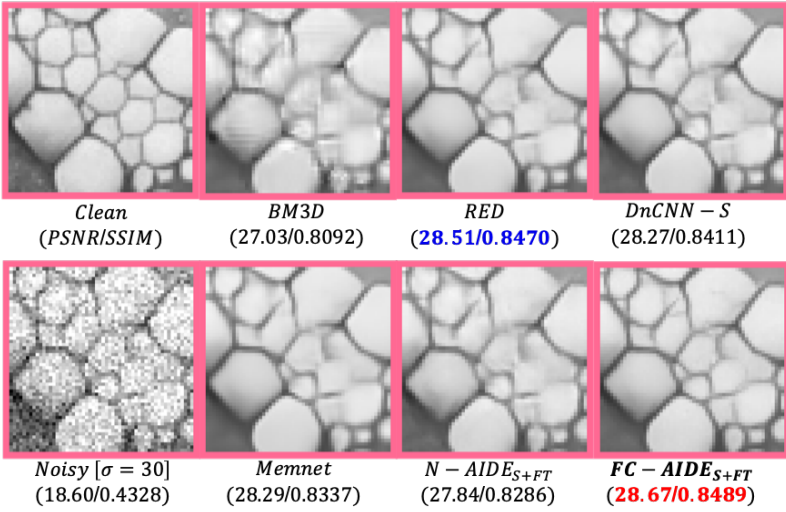 Clean
BM3D
RED
DnCNN − S
(PSNR/SSIM)
(27.03/0.8092)
(28.51/0.8470)
(28.27/0.8411)
Noisy [σ = 30]
Memnet
N − AIDE_{S+FT}
FC − AIDE_{S+FT}
(18.60/0.4328)
(28.29/0.8337)
(27.84/0.8286)
(28.67/0.8489)